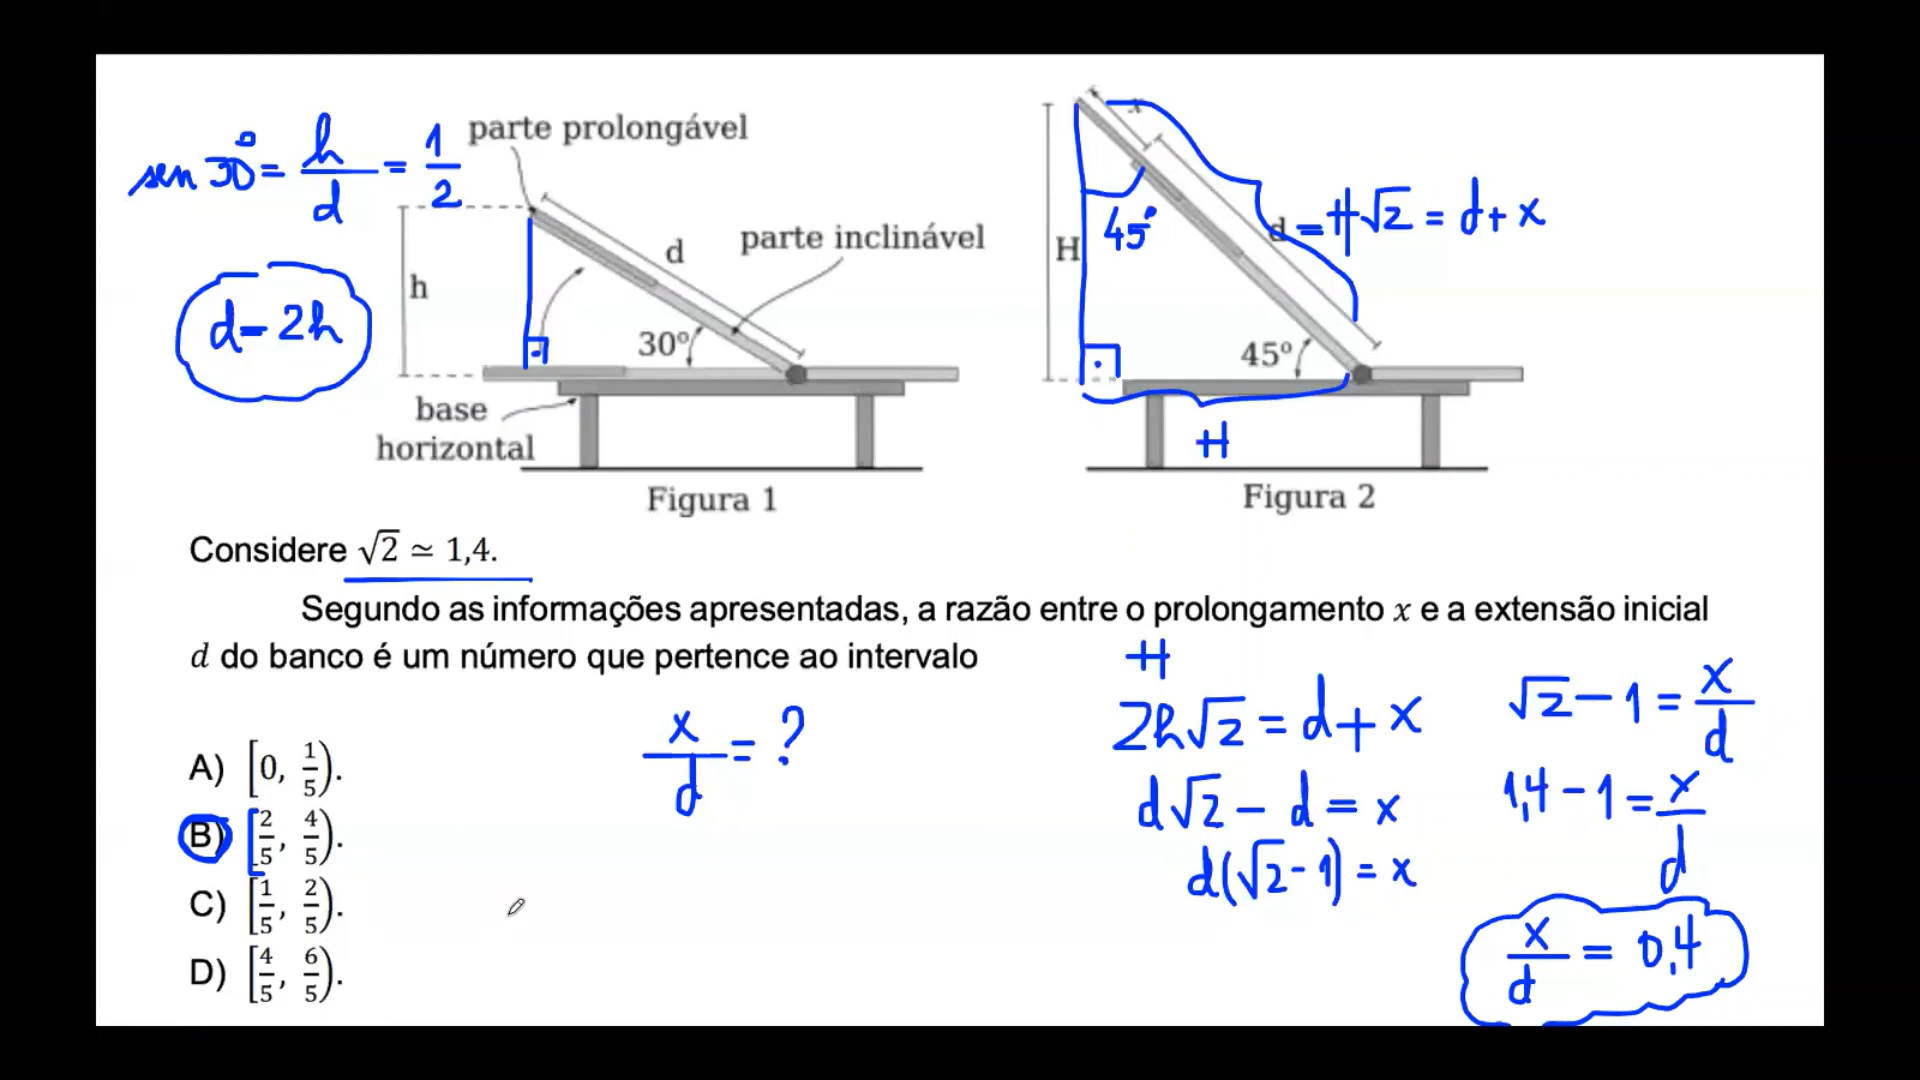 sen 30° = h/d = 1/2
d = 2h
parte prolongável
d
parte inclinável
h
30°
base
horizontal
Figura 1
x
H
45°
d = H√2 = d + x
45º
H
Figura 2
Considere √2 ≃ 1,4.
Segundo as informações apresentadas, a razão entre o prolongamento x e a extensão inicial
d do banco é um número que pertence ao intervalo
A) [0, 1/5).
B) [2/5, 4/5).
C) [1/5, 2/5).
D) [4/5, 6/5).
x/d = ?
H
2h√2 = d + x
d√2 − d = x
d(√2 - 1) = x
√2 − 1 = x/d
1,4 − 1 = x/d
x/d = 0,4